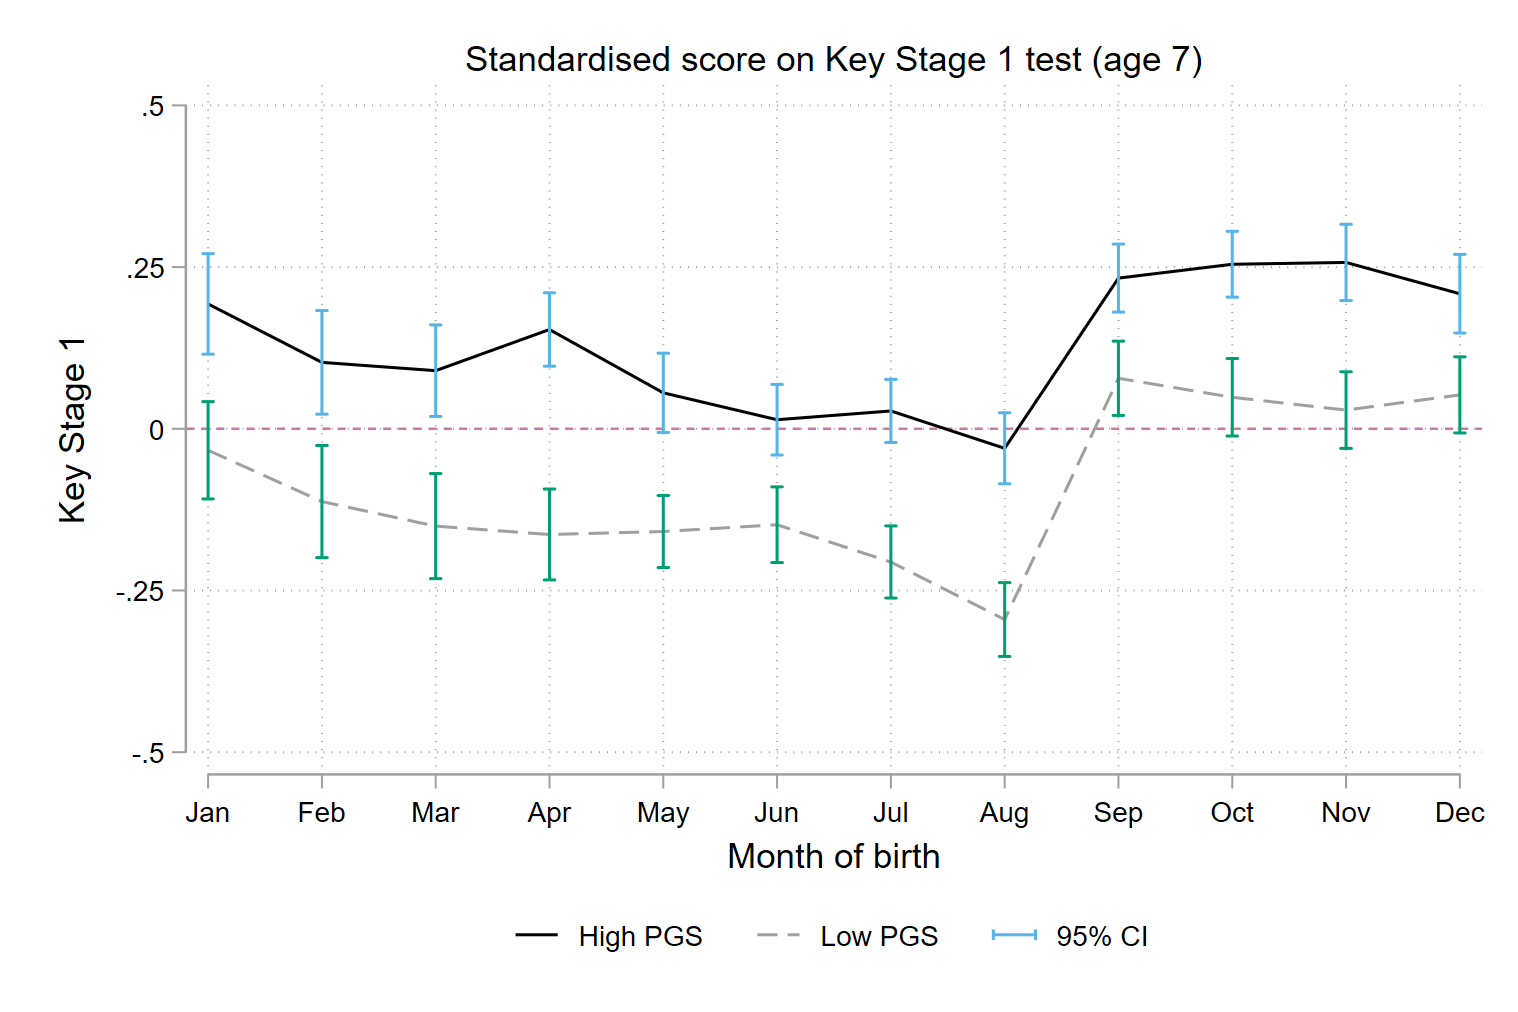 Standardised score on Key Stage 1 test (age 7)
.5
.25
0
-.25
-.5
Key Stage 1
Jan Feb Mar Apr May Jun Jul Aug Sep Oct Nov Dec
Month of birth
High PGS Low PGS 95% CI